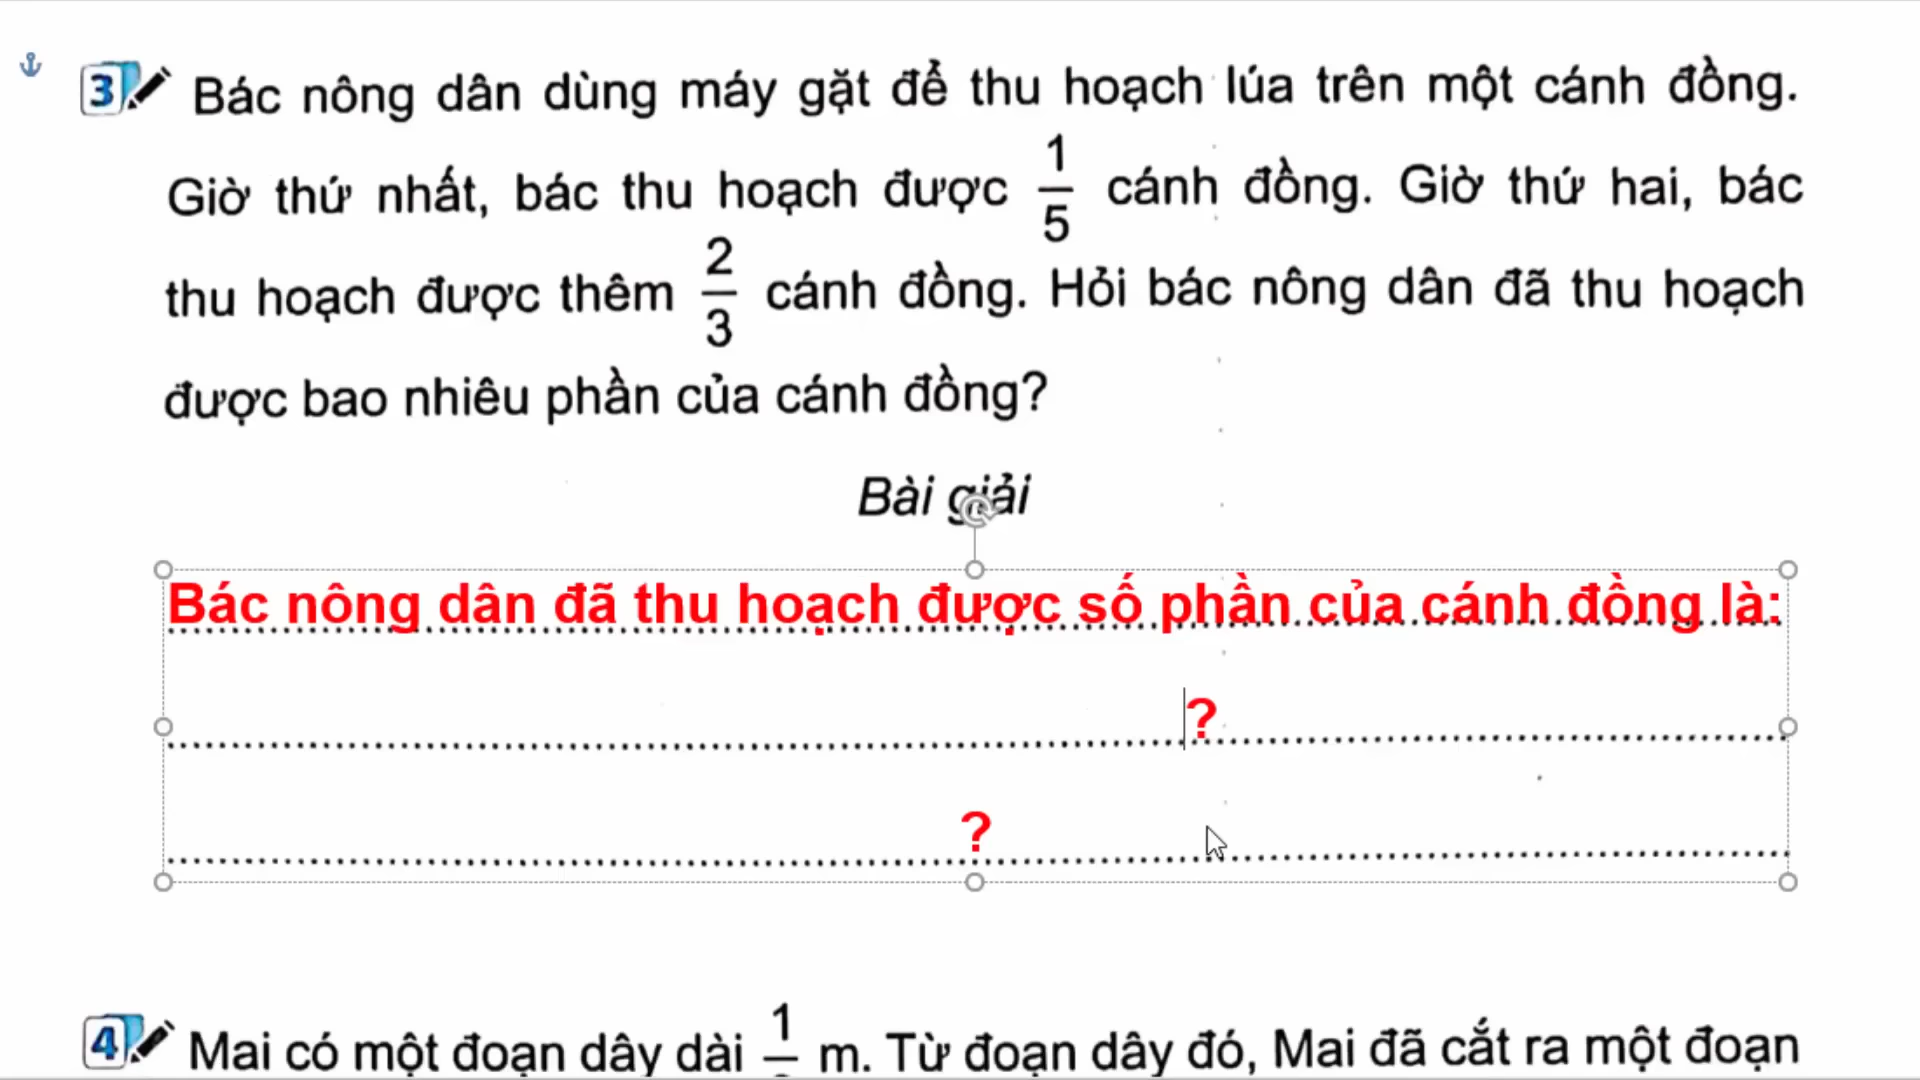 3 Bác nông dân dùng máy gặt để thu hoạch lúa trên một cánh đồng.
Giờ thứ nhất, bác thu hoạch được 1/5 cánh đồng. Giờ thứ hai, bác
thu hoạch được thêm 2/3 cánh đồng. Hỏi bác nông dân đã thu hoạch
được bao nhiêu phần của cánh đồng?
Bài giải
Bác nông dân đã thu hoạch được số phần của cánh đồng là:
?
?
4 Mai có một đoạn dây dài 1 m. Từ đoạn dây đó, Mai đã cắt ra một đoạn